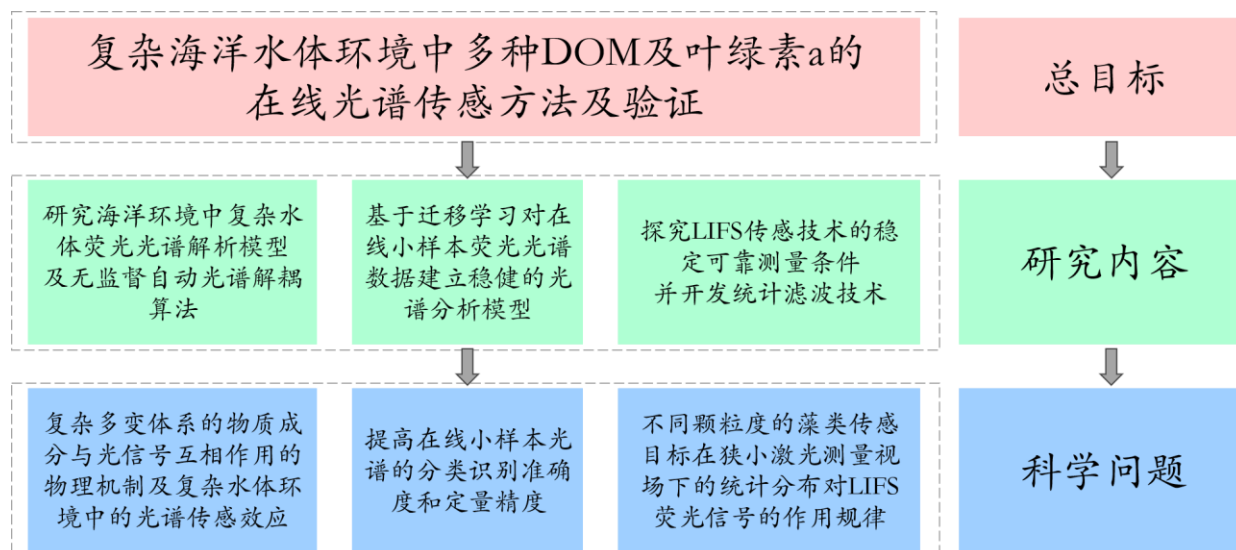 复杂海洋水体环境中多种DOM及叶绿素a的
在线光谱传感方法及验证
总目标
研究海洋环境中复杂水
体荧光光谱解析模型
及无监督自动光谱解耦
算法
基于迁移学习对在
线小样本荧光光谱
数据建立稳健的光
谱分析模型
探究LIFS传感技术的稳
定可靠测量条件
并开发统计滤波技术
研究内容
复杂多变体系的物质成
分与光信号互相作用的
物理机制及复杂水体环
境中的光谱传感效应
提高在线小样本光
谱的分类识别准确
度和定量精度
不同颗粒度的藻类传感
目标在狭小激光测量视
场下的统计分布对LIFS
荧光信号的作用规律
科学问题